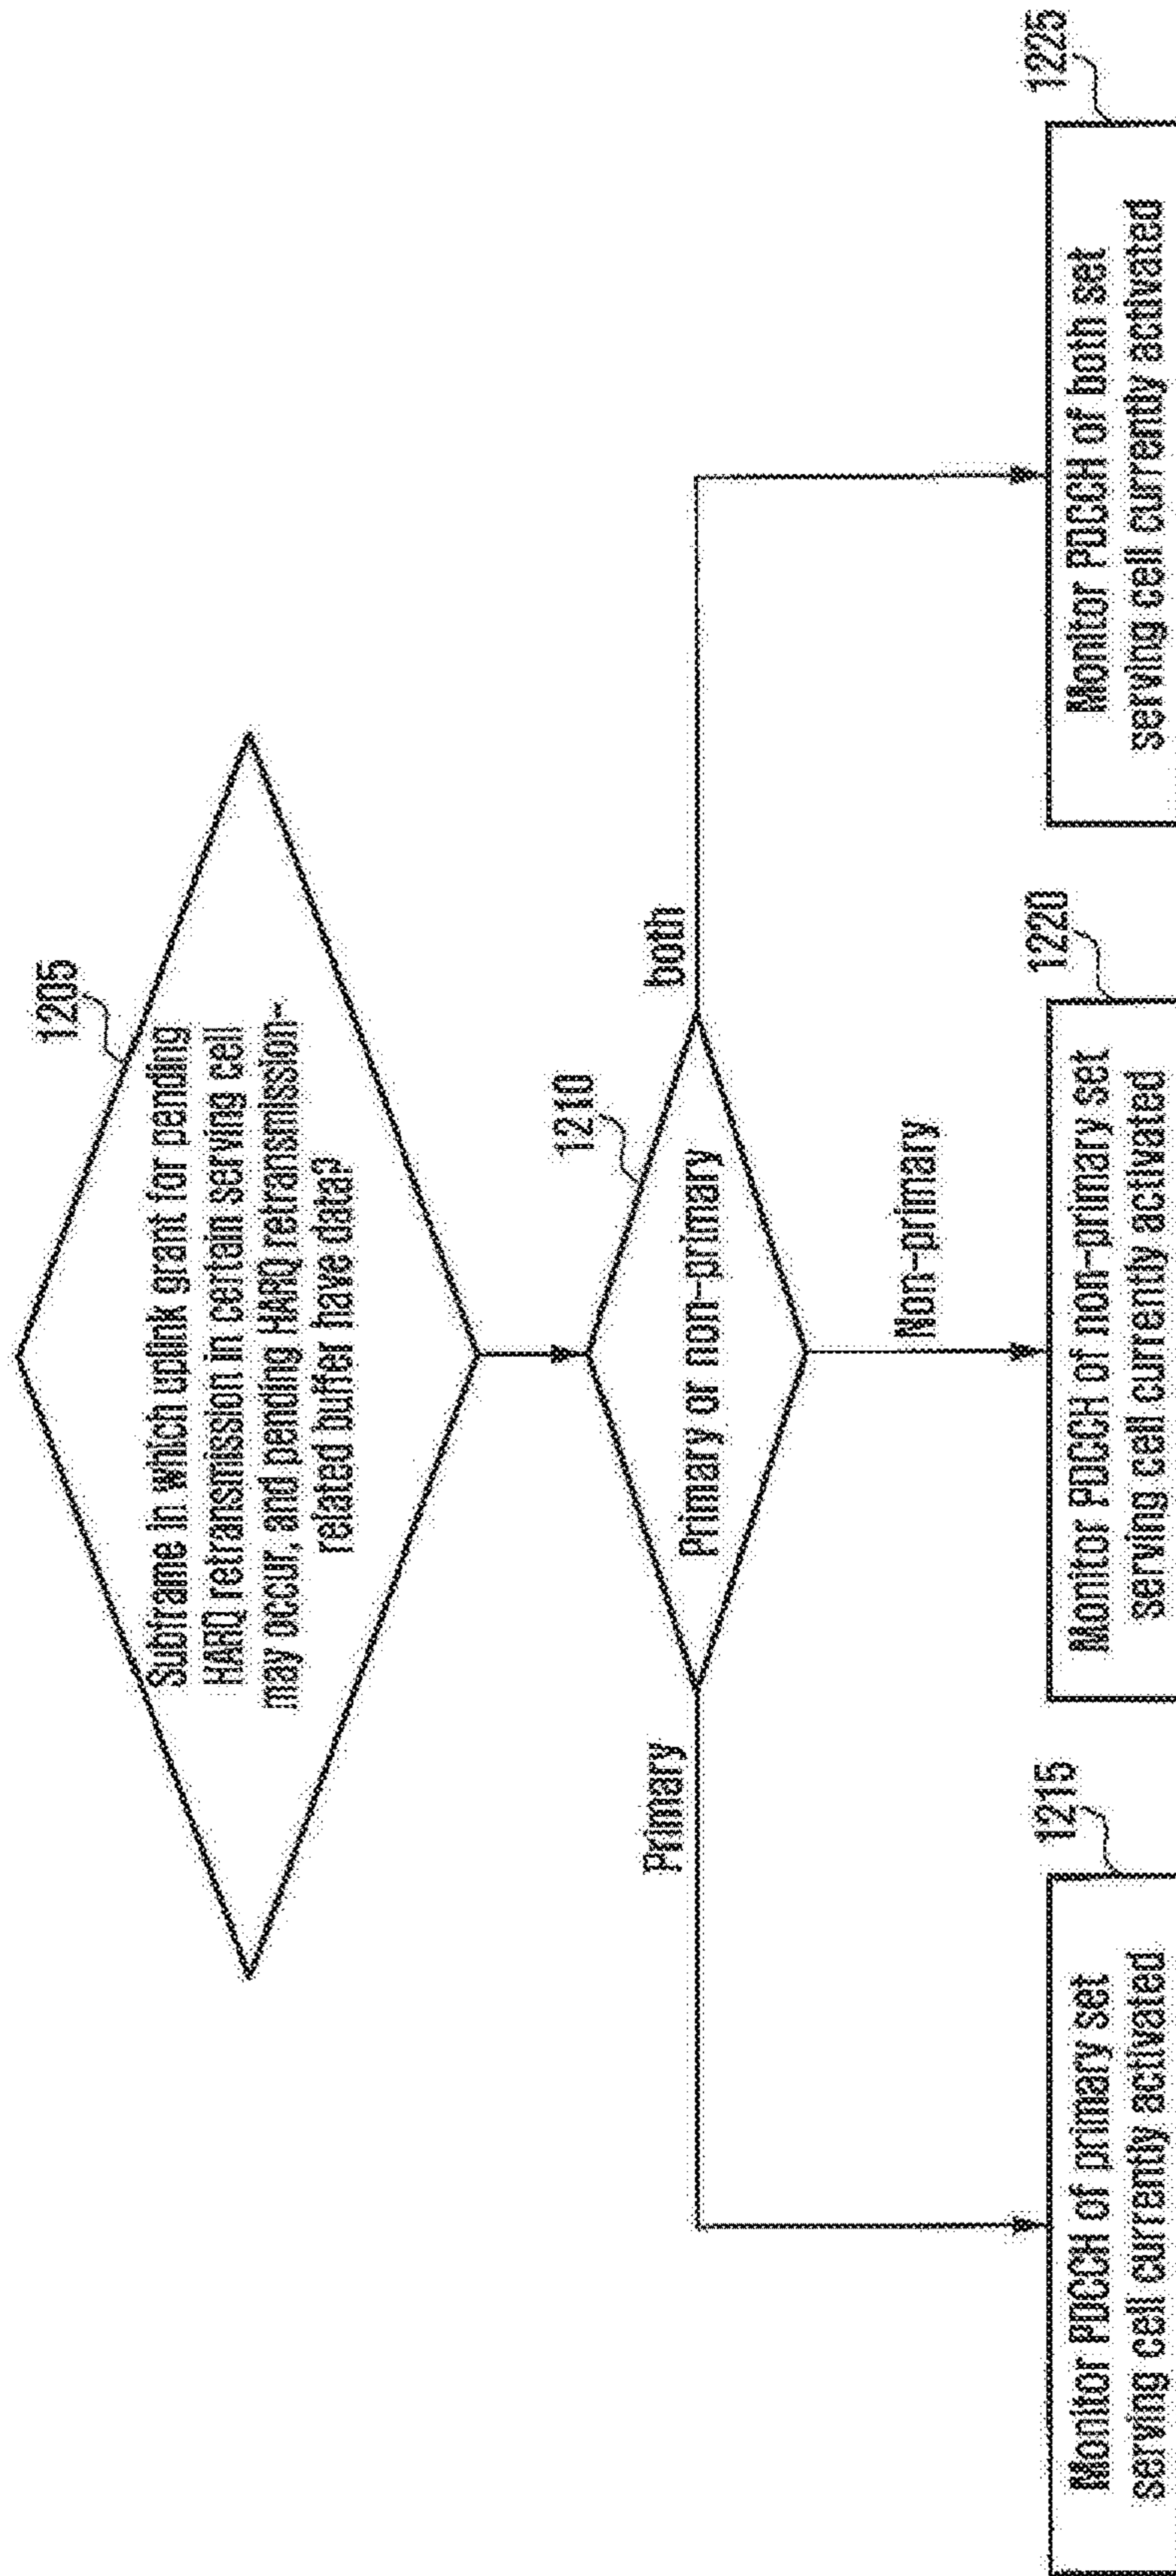 1205
Subframe in which uplink grant for pending
HARQ retransmission in certain serving cell
may occur, and pending HARQ retransmission-
related buffer have data?
1210
Primary or non-primary
Primary
both
Non-primary
1215
Monitor PDCCH of primary set
serving cell currently activated
1220
Monitor PDCCH of non-primary set
serving cell currently activated
1225
Monitor PDCCH of both set
serving cell currently activated